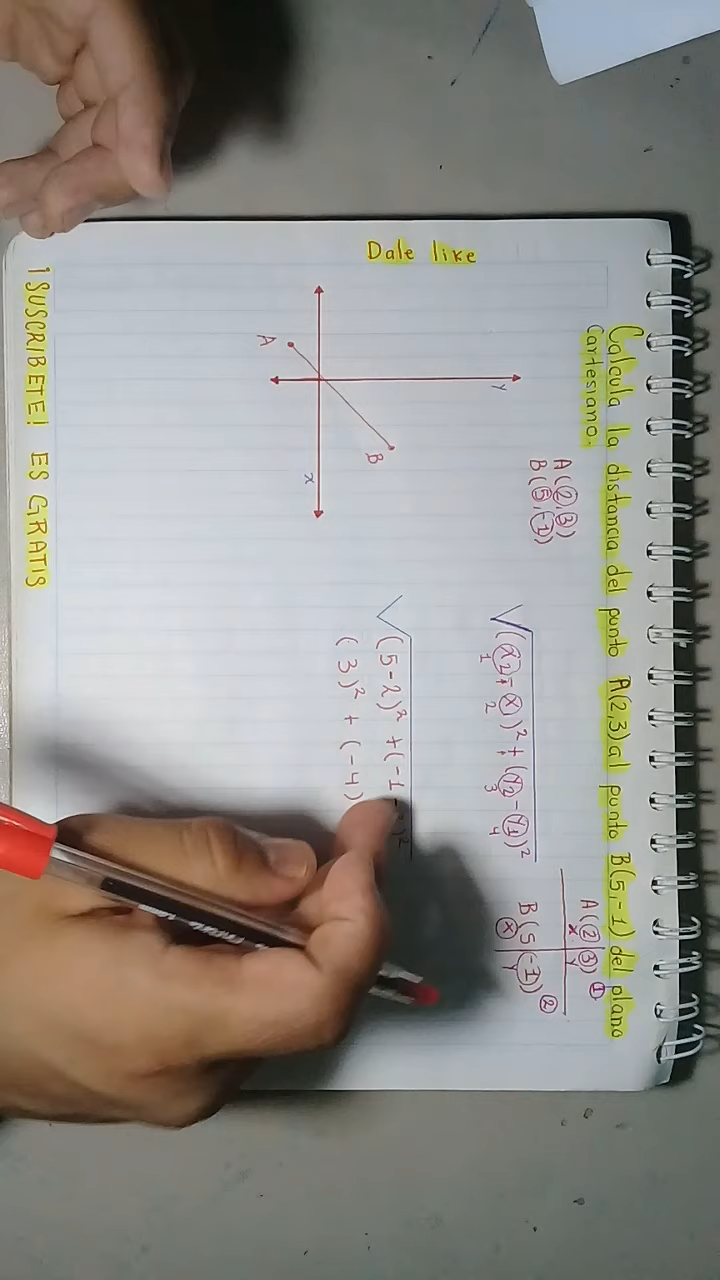 Calcula la distancia del punto A(2,3) al punto B(5,-1) del plano
Cartesiano.
A(2,3)
B(5,-1)
A(2 3) 1
x y
B(5 -1) 2
x y
√(x2 - x)² + (y2 - y1)²
1 2 3 4
√(5-2)² + (-1
)²
(3)² + (-4)
Dale like
y
x
A
B
¡SUSCRIBETE! ES GRATIS